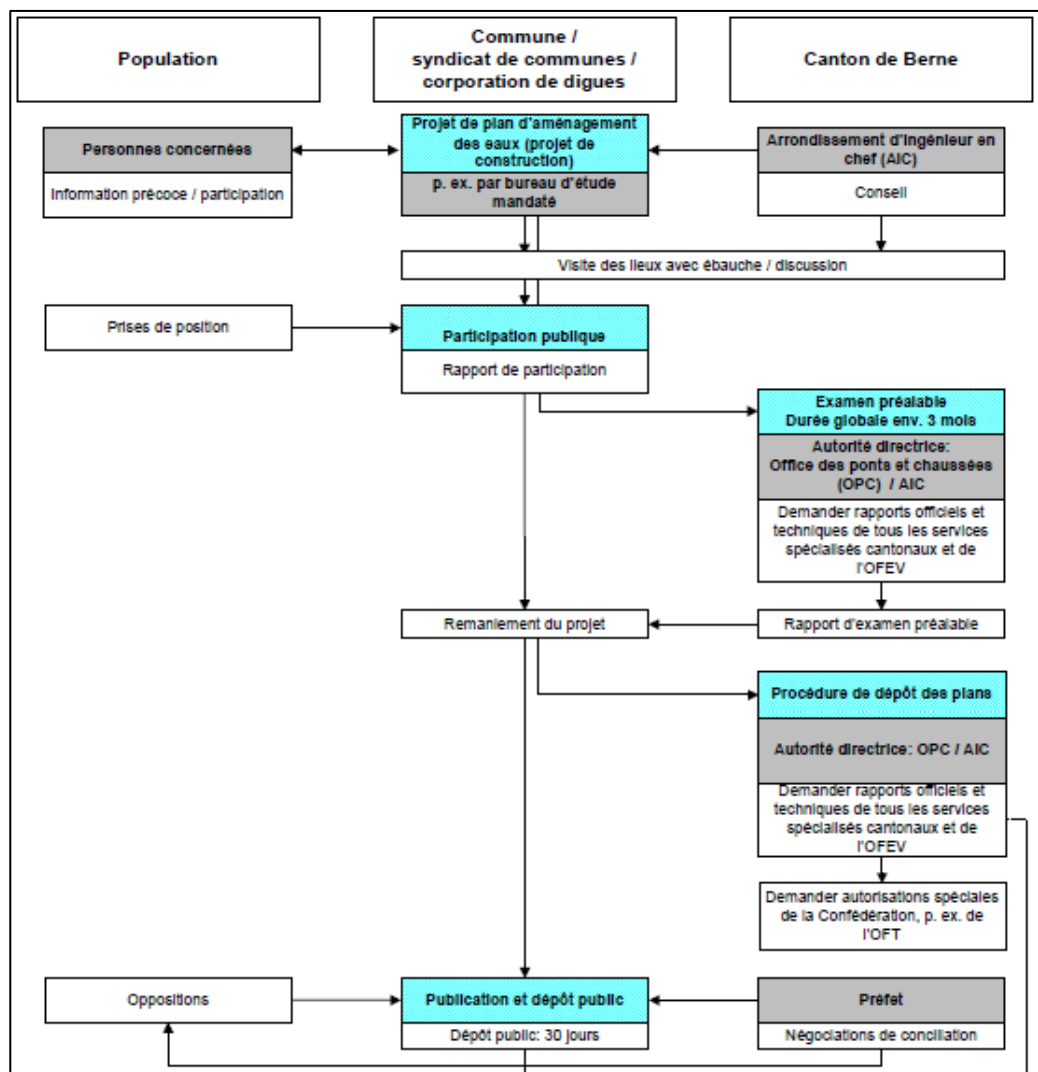 Population
Commune /
syndicat de communes /
corporation de digues
Canton de Berne
Personnes concernées
Information précoce / participation
Projet de plan d'aménagement
des eaux (projet de
construction)
p. ex. par bureau d'étude
mandaté
Arrondissement d'ingénieur en
chef (AIC)
Conseil
Visite des lieux avec ébauche / discussion
Prises de position
Participation publique
Rapport de participation
Examen préalable
Durée globale env. 3 mois
Autorité directrice:
Office des ponts et chaussées
(OPC) / AIC
Demander rapports officiels et
techniques de tous les services
spécialisés cantonaux et de
l'OFEV
Remaniement du projet
Rapport d'examen préalable
Procédure de dépôt des plans
Autorité directrice: OPC / AIC
Demander rapports officiels et
techniques de tous les services
spécialisés cantonaux et de
l'OFEV
Demander autorisations spéciales
de la Confédération, p. ex. de
l'OFT
Oppositions
Publication et dépôt public
Dépôt public: 30 jours
Préfet
Négociations de conciliation